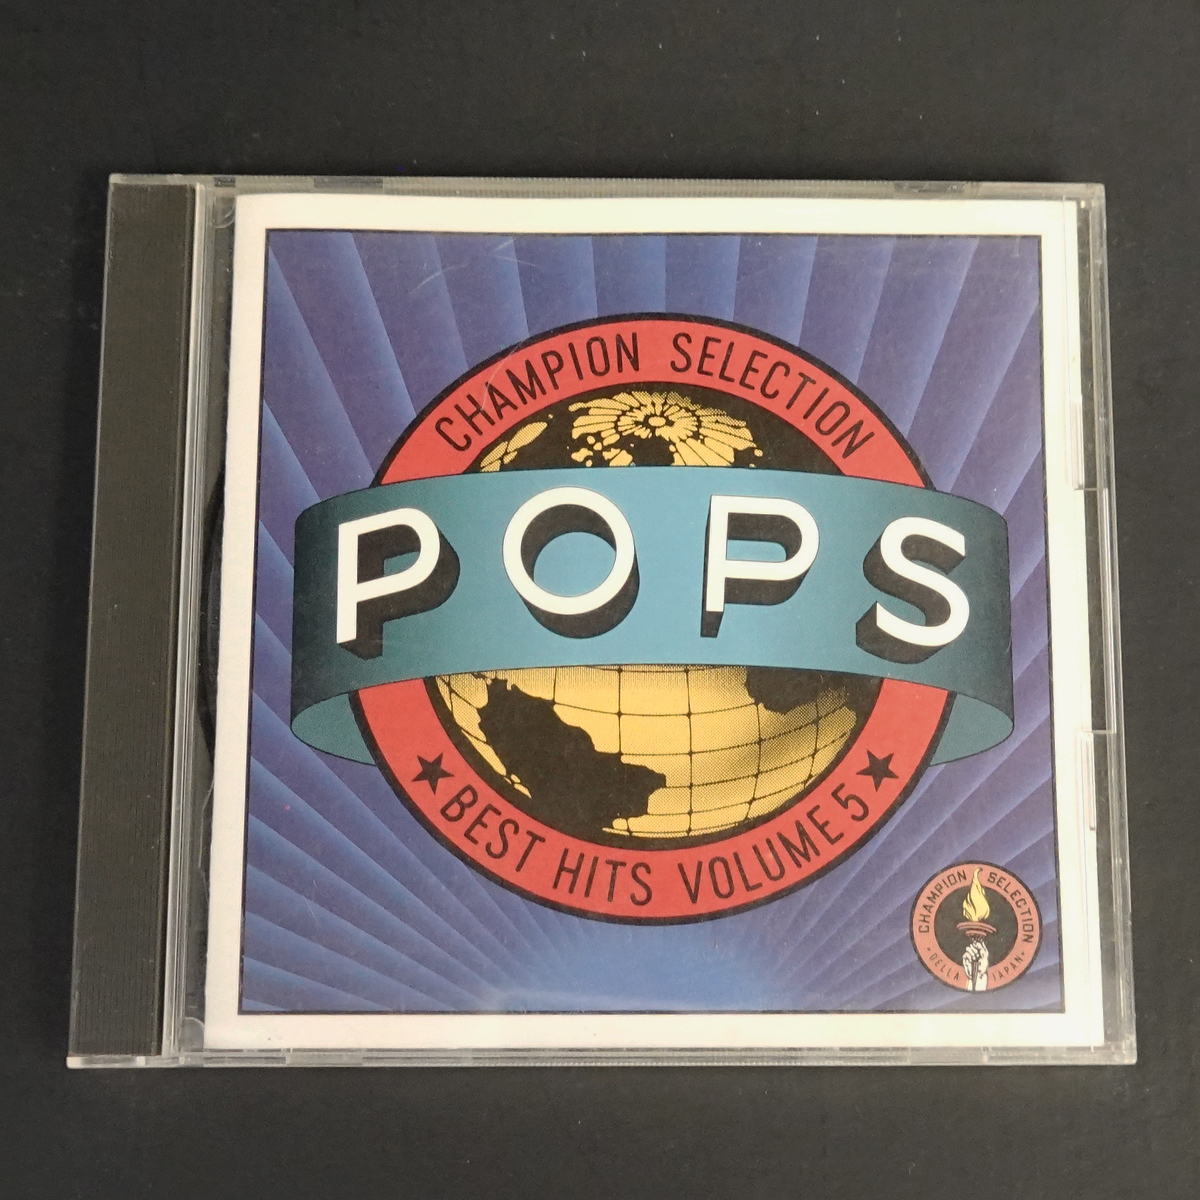 CHAMPION SELECTION
POPS
★BEST HITS VOLUME 5★
CHAMPION SELECTION
•DELLA JAPAN•